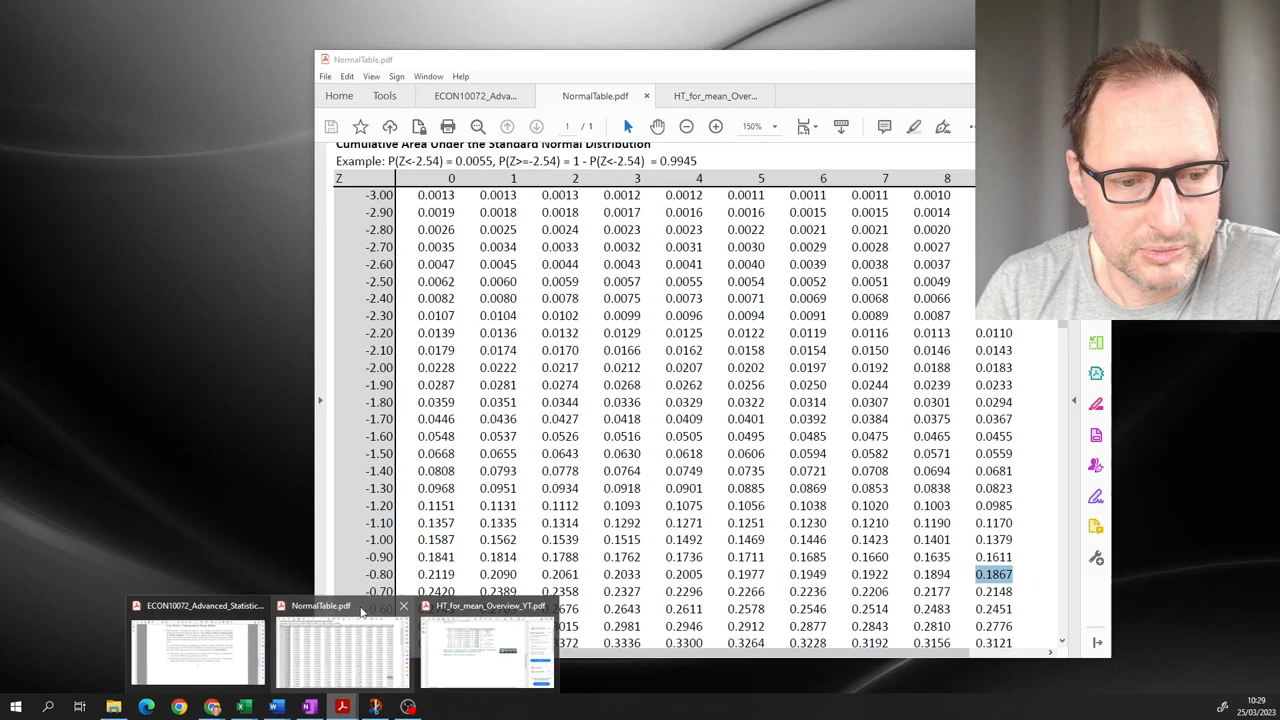 NormalTable.pdf
File Edit View Sign Window Help
Home Tools ECON10072_Adva... NormalTable.pdf × HT_for_mean_Over...
1 / 1 150%
Cumulative Area Under the Standard Normal Distribution
Example: P(Z<-2.54) = 0.0055, P(Z>=-2.54) = 1 - P(Z<-2.54) = 0.9945
Z 0 1 2 3 4 5 6 7 8
-3.00 0.0013 0.0013 0.0013 0.0012 0.0012 0.0011 0.0011 0.0011 0.0010
-2.90 0.0019 0.0018 0.0018 0.0017 0.0016 0.0016 0.0015 0.0015 0.0014
-2.80 0.0026 0.0025 0.0024 0.0023 0.0023 0.0022 0.0021 0.0021 0.0020
-2.70 0.0035 0.0034 0.0033 0.0032 0.0031 0.0030 0.0029 0.0028 0.0027
-2.60 0.0047 0.0045 0.0044 0.0043 0.0041 0.0040 0.0039 0.0038 0.0037
-2.50 0.0062 0.0060 0.0059 0.0057 0.0055 0.0054 0.0052 0.0051 0.0049
-2.40 0.0082 0.0080 0.0078 0.0075 0.0073 0.0071 0.0069 0.0068 0.0066
-2.30 0.0107 0.0104 0.0102 0.0099 0.0096 0.0094 0.0091 0.0089 0.0087
-2.20 0.0139 0.0136 0.0132 0.0129 0.0125 0.0122 0.0119 0.0116 0.0113 0.0110
-2.10 0.0179 0.0174 0.0170 0.0166 0.0162 0.0158 0.0154 0.0150 0.0146 0.0143
-2.00 0.0228 0.0222 0.0217 0.0212 0.0207 0.0202 0.0197 0.0192 0.0188 0.0183
-1.90 0.0287 0.0281 0.0274 0.0268 0.0262 0.0256 0.0250 0.0244 0.0239 0.0233
-1.80 0.0359 0.0351 0.0344 0.0336 0.0329 0.0322 0.0314 0.0307 0.0301 0.0294
-1.70 0.0446 0.0436 0.0427 0.0418 0.0409 0.0401 0.0392 0.0384 0.0375 0.0367
-1.60 0.0548 0.0537 0.0526 0.0516 0.0505 0.0495 0.0485 0.0475 0.0465 0.0455
-1.50 0.0668 0.0655 0.0643 0.0630 0.0618 0.0606 0.0594 0.0582 0.0571 0.0559
-1.40 0.0808 0.0793 0.0778 0.0764 0.0749 0.0735 0.0721 0.0708 0.0694 0.0681
-1.30 0.0968 0.0951 0.0934 0.0918 0.0901 0.0885 0.0869 0.0853 0.0838 0.0823
-1.20 0.1151 0.1131 0.1112 0.1093 0.1075 0.1056 0.1038 0.1020 0.1003 0.0985
-1.10 0.1357 0.1335 0.1314 0.1292 0.1271 0.1251 0.1230 0.1210 0.1190 0.1170
-1.00 0.1587 0.1562 0.1539 0.1515 0.1492 0.1469 0.1446 0.1423 0.1401 0.1379
-0.90 0.1841 0.1814 0.1788 0.1762 0.1736 0.1711 0.1685 0.1660 0.1635 0.1611
-0.80 0.2119 0.2090 0.2061 0.2033 0.2005 0.1977 0.1949 0.1922 0.1894 0.1867
-0.70 0.2420 0.2389 0.2358 0.2327 0.2296 0.2266 0.2236 0.2206 0.2177 0.2148
0.2676 0.2643 0.2611 0.2578 0.2546 0.2514 0.2483 0.2451
0.2981 0.2946 0.2912 0.2877 0.2843 0.2810 0.2776
0.3228 0.3156
ECON10072_Advanced_Statistic... NormalTable.pdf HT_for_mean_Overview_YT.pdf
10:29
25/03/2023